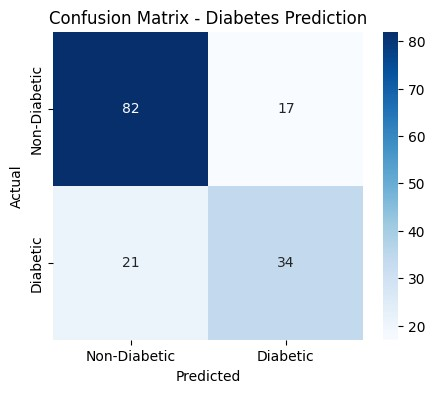 Confusion Matrix - Diabetes Prediction
Actual
Non-Diabetic
Diabetic
82
17
21
34
Non-Diabetic
Diabetic
Predicted
80
70
60
50
40
30
20